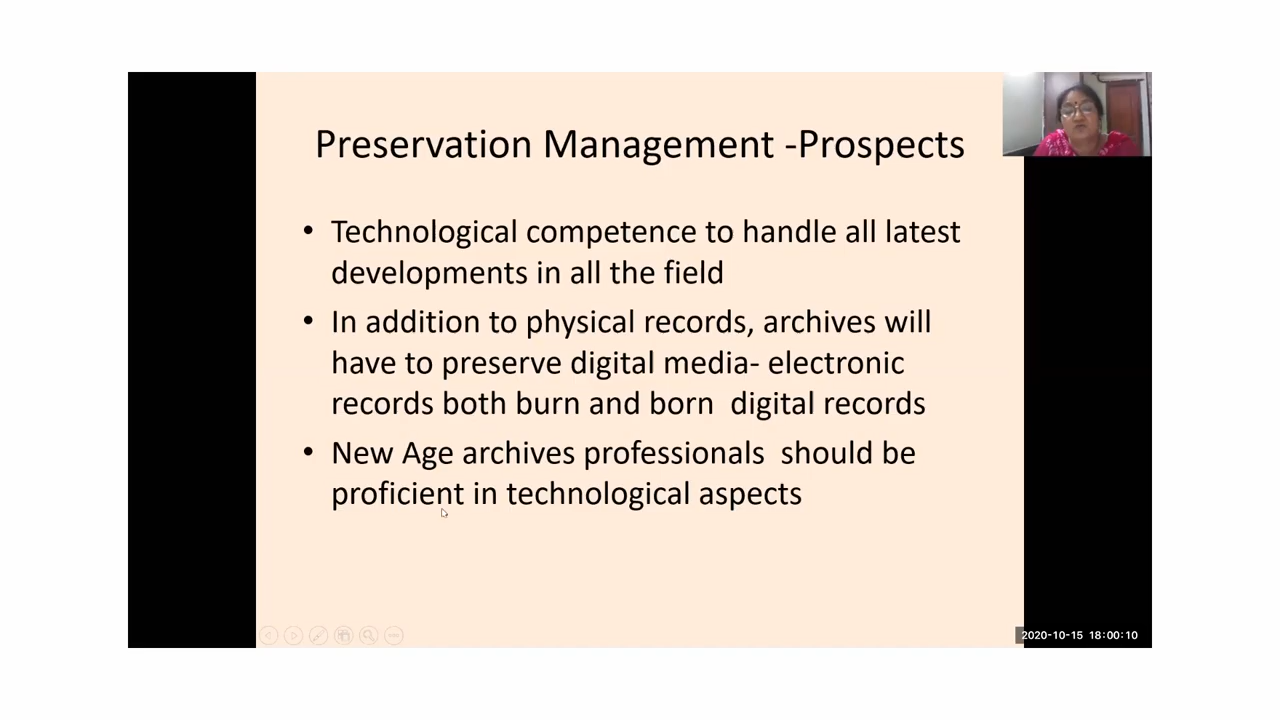 Preservation Management -Prospects
• Technological competence to handle all latest
developments in all the field
• In addition to physical records, archives will
have to preserve digital media- electronic
records both burn and born  digital records
• New Age archives professionals  should be
proficient in technological aspects
2020-10-15 18:00:10